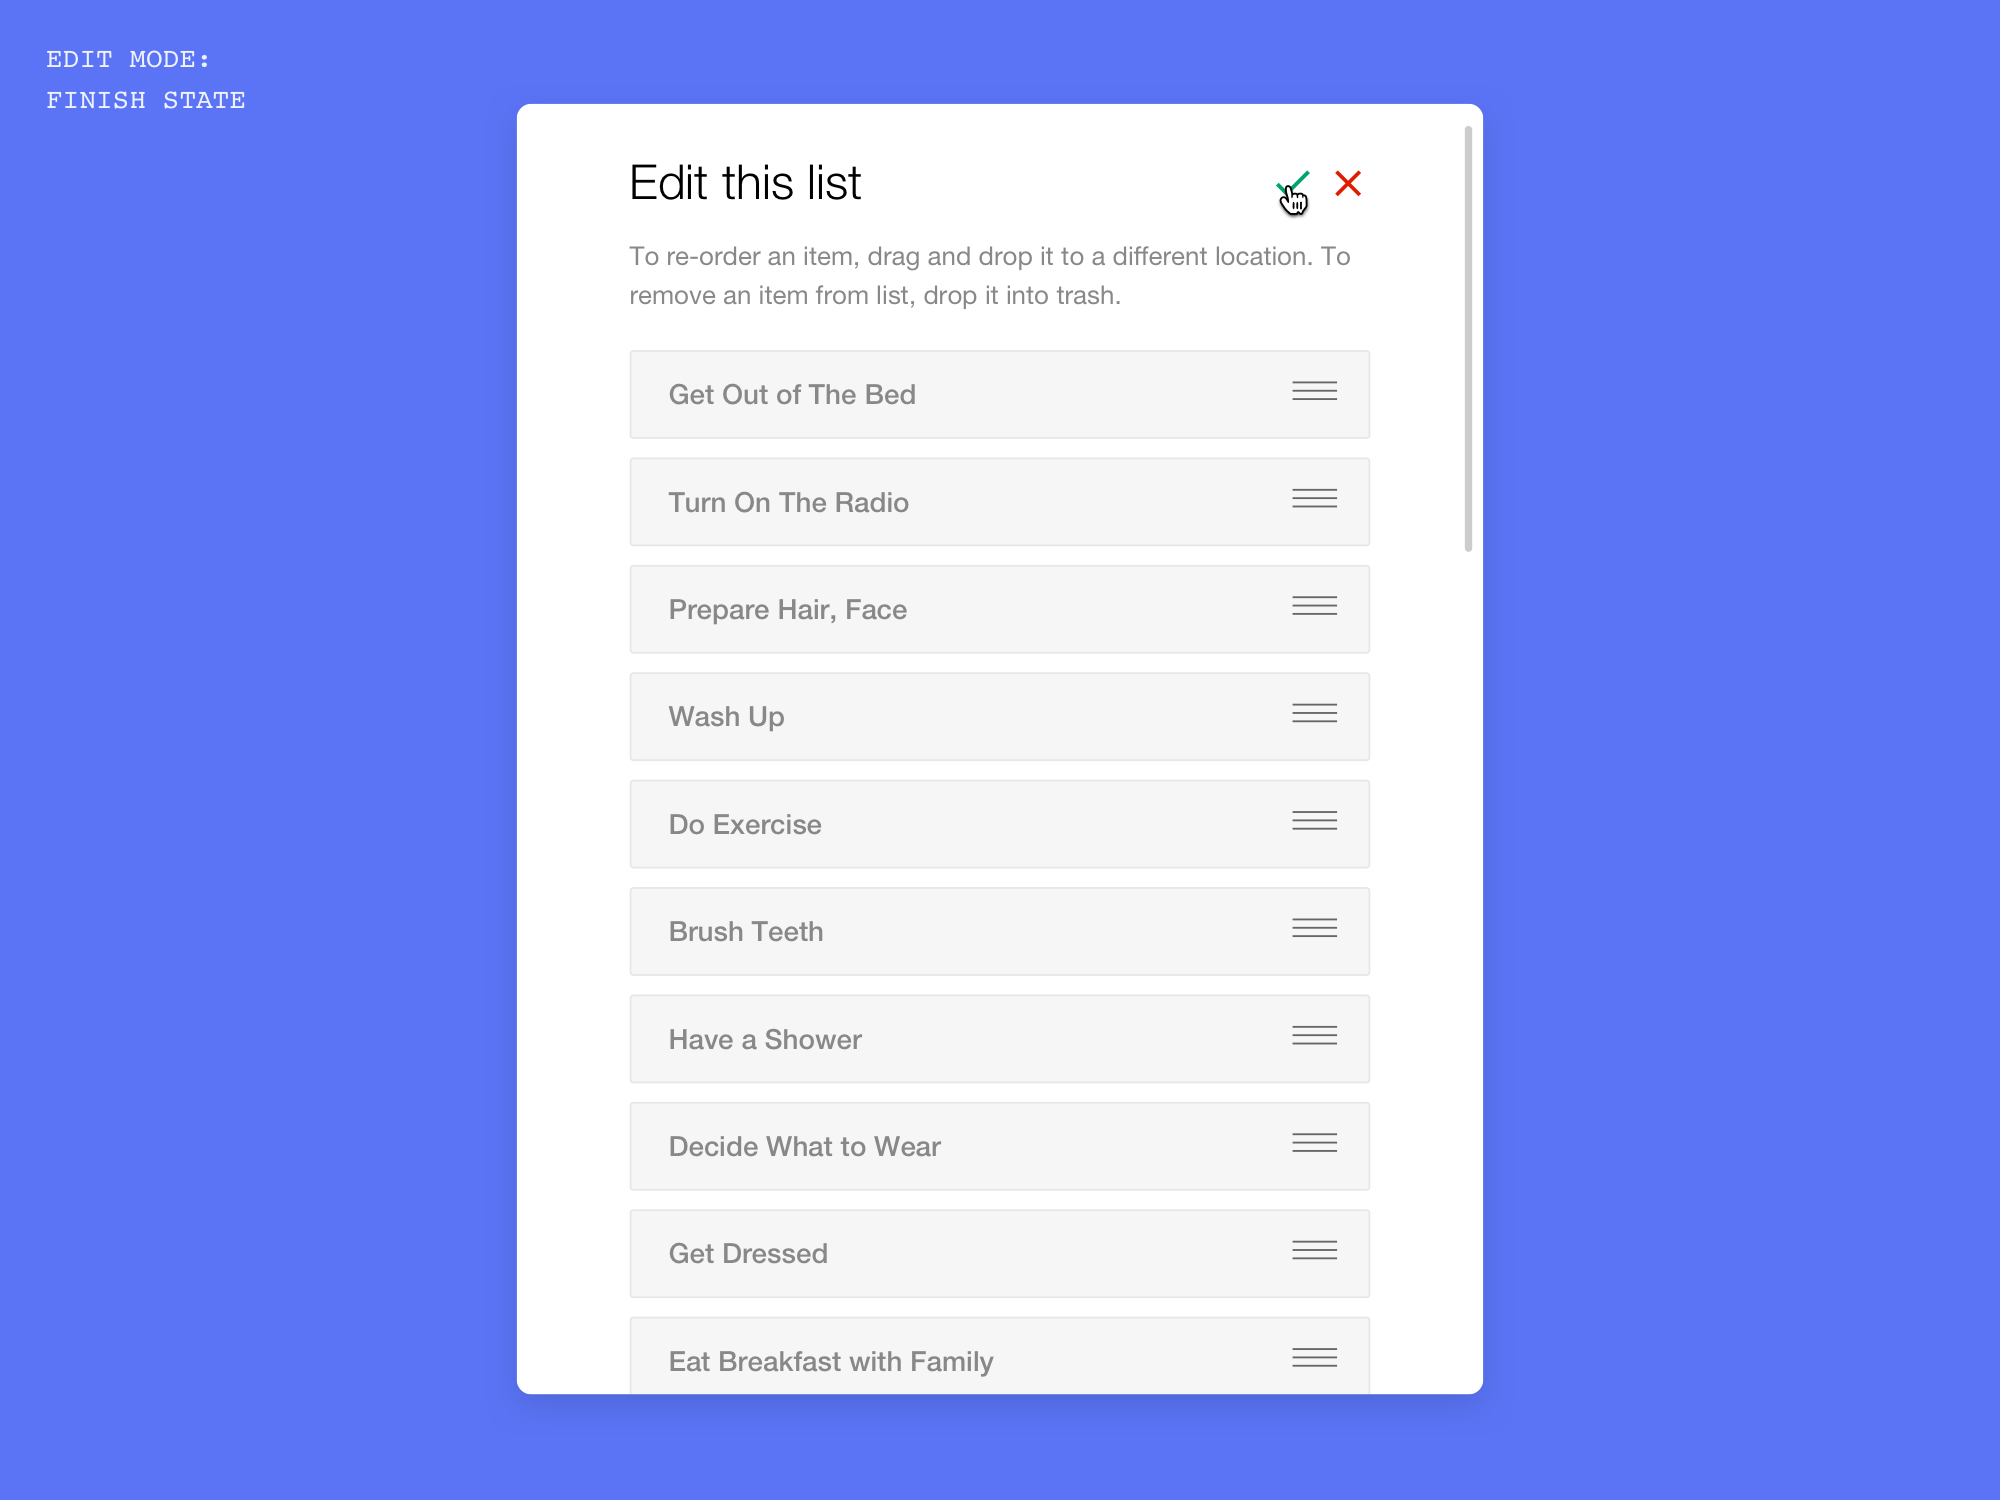 EDIT MODE:
FINISH STATE
Edit this list
To re-order an item, drag and drop it to a different location. To
remove an item from list, drop it into trash.
Get Out of The Bed
Turn On The Radio
Prepare Hair, Face
Wash Up
Do Exercise
Brush Teeth
Have a Shower
Decide What to Wear
Get Dressed
Eat Breakfast with Family